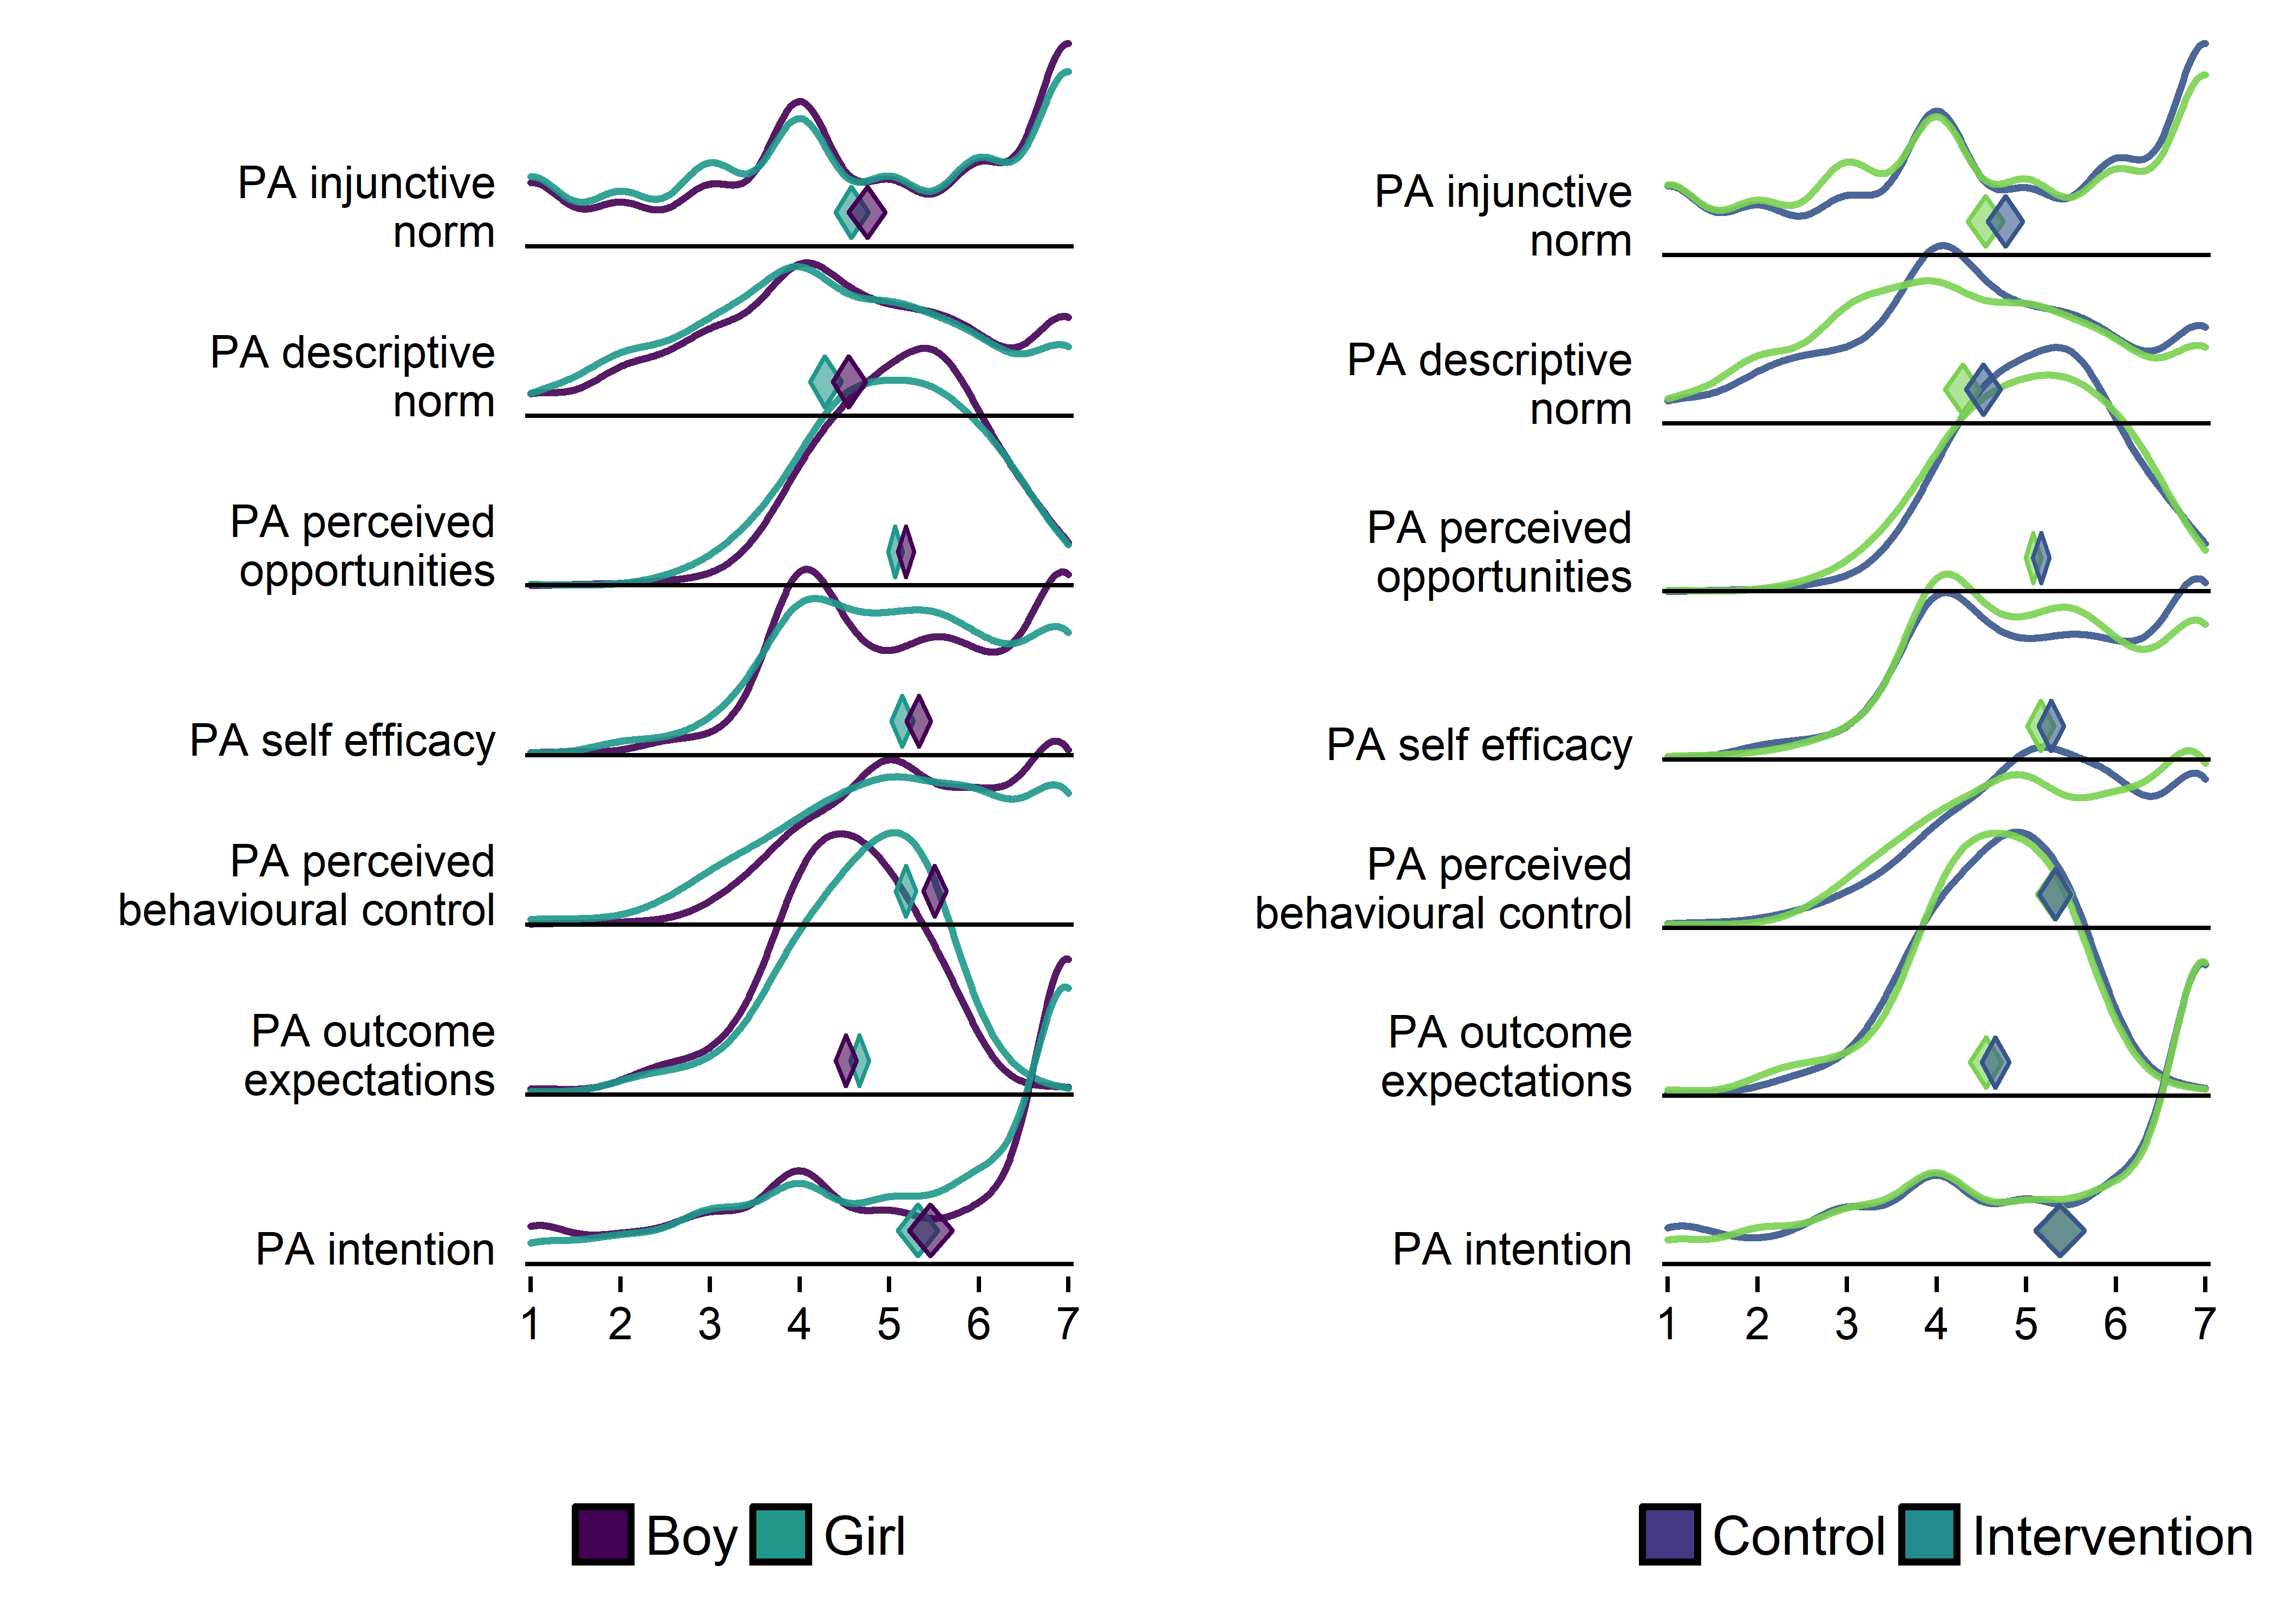 PA injunctive
norm
PA descriptive
norm
PA perceived
opportunities
PA self efficacy
PA perceived
behavioural control
PA outcome
expectations
PA intention
1 2 3 4 5 6 7
Boy Girl
PA injunctive
norm
PA descriptive
norm
PA perceived
opportunities
PA self efficacy
PA perceived
behavioural control
PA outcome
expectations
PA intention
1 2 3 4 5 6 7
Control Intervention